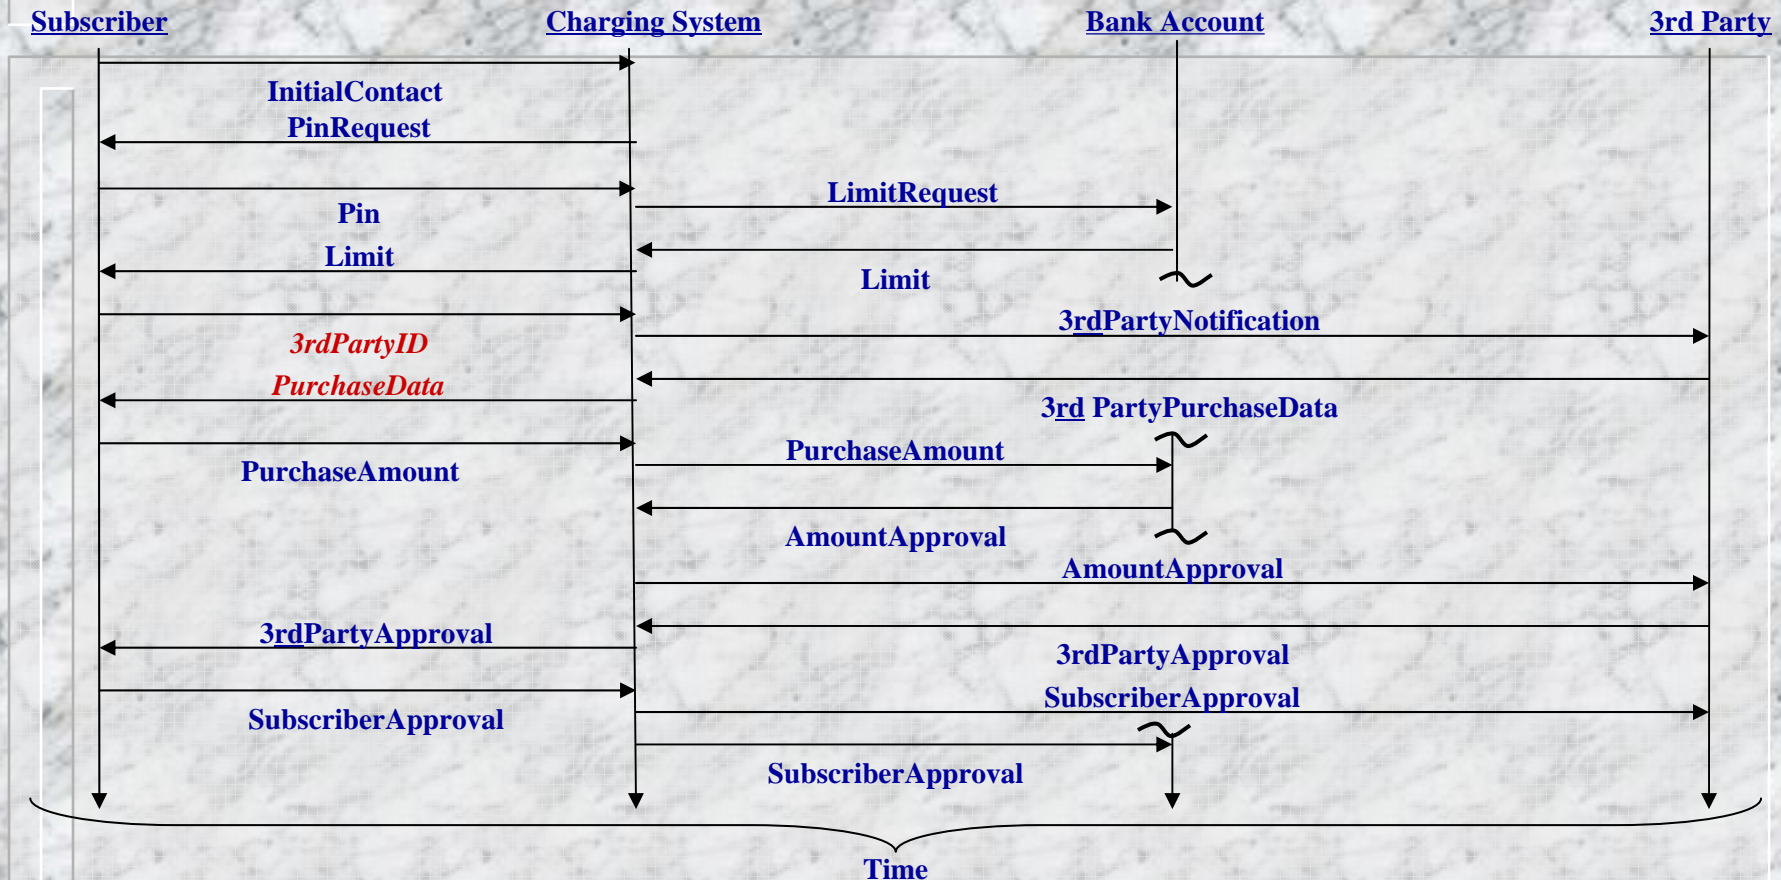 Subscriber Charging System Bank Account 3rd Party
InitialContact
PinRequest
LimitRequest
Pin
Limit
Limit
3rdPartyNotification
3rdPartyID
PurchaseData
3rd PartyPurchaseData
PurchaseAmount
PurchaseAmount
AmountApproval
AmountApproval
3rdPartyApproval
3rdPartyApproval
SubscriberApproval
SubscriberApproval
SubscriberApproval
Time